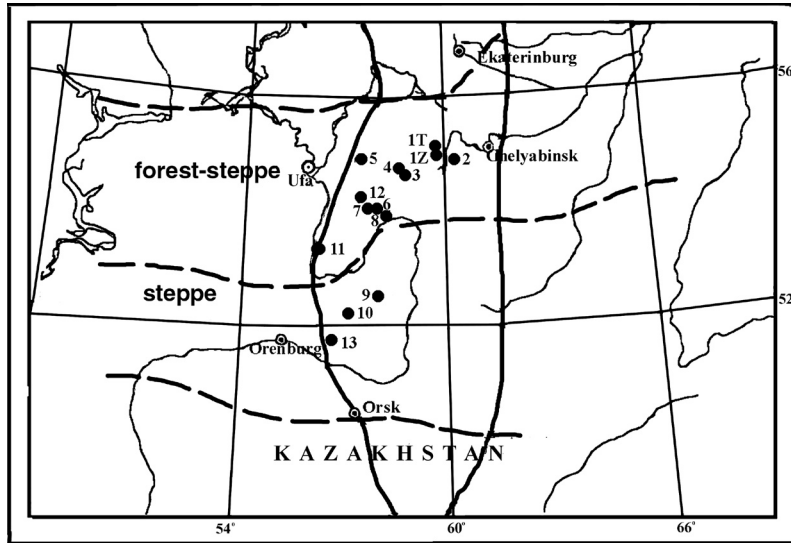 Ekaterinburg
56
1T
1Z
2
Chelyabinsk
5
4
3
forest-steppe
Ufa
12
7
6
8
11
steppe
9
52
10
Orenburg
13
Orsk
KAZAKHSTAN
54°
60°
66°